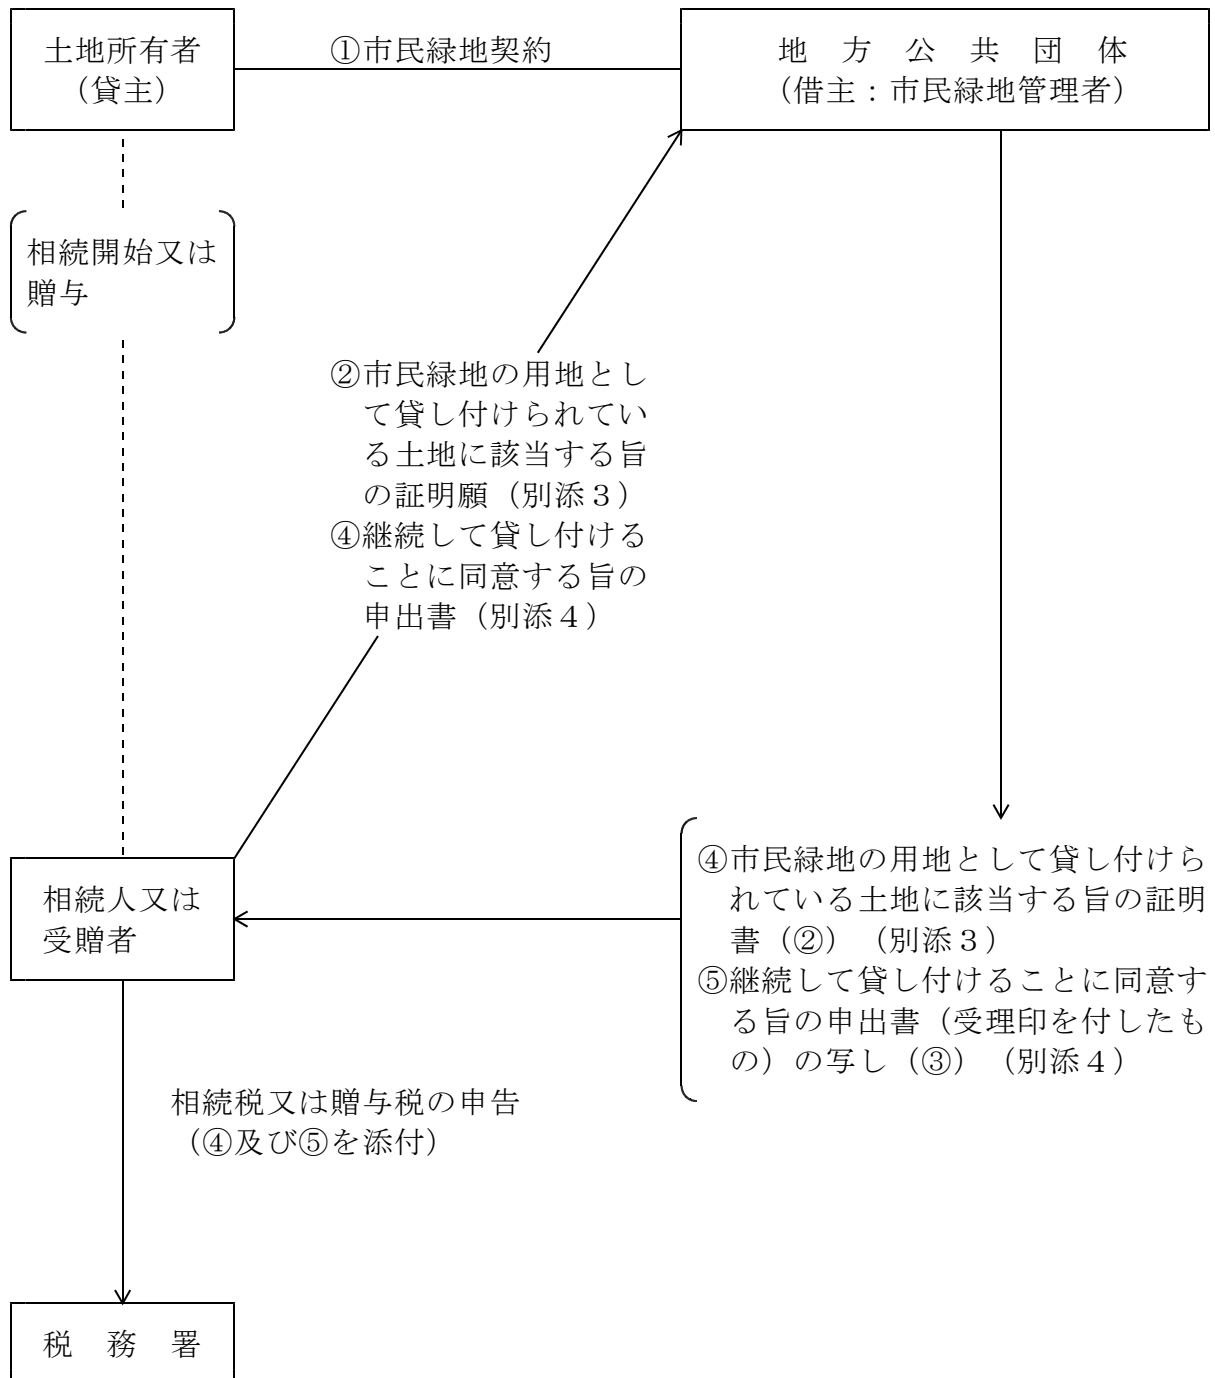 土地所有者
（貸主）
①市民緑地契約
地方公共団体
（借主：市民緑地管理者）
相続開始又は
贈与
②市民緑地の用地とし
て貸し付けられてい
る土地に該当する旨
の証明願（別添３）
④継続して貸し付ける
ことに同意する旨の
申出書（別添４）
相続人又は
受贈者
④市民緑地の用地として貸し付けら
れている土地に該当する旨の証明
書（②）（別添３）
⑤継続して貸し付けることに同意す
る旨の申出書（受理印を付したも
の）の写し（③）（別添４）
相続税又は贈与税の申告
（④及び⑤を添付）
税務署